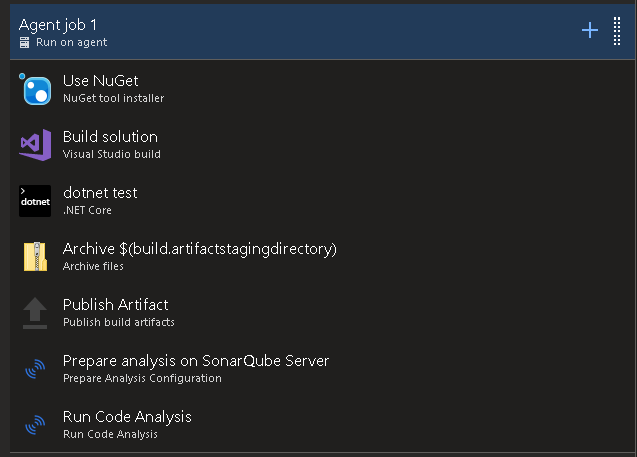 Agent job 1
Run on agent
Use NuGet
NuGet tool installer
Build solution
Visual Studio build
dotnet
dotnet test
.NET Core
Archive $(build.artifactstagingdirectory)
Archive files
Publish Artifact
Publish build artifacts
Prepare analysis on SonarQube Server
Prepare Analysis Configuration
Run Code Analysis
Run Code Analysis